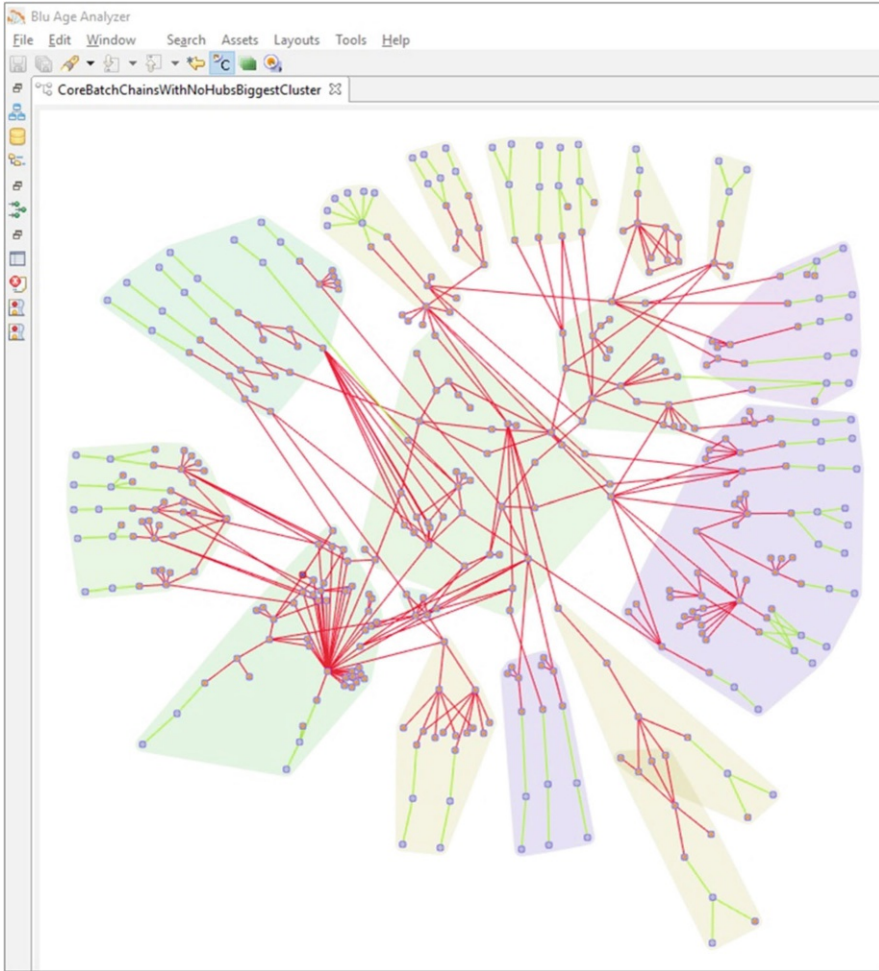 Blu Age Analyzer
File Edit Window Search Assets Layouts Tools Help
C
CoreBatchChainsWithNoHubsBiggestCluster